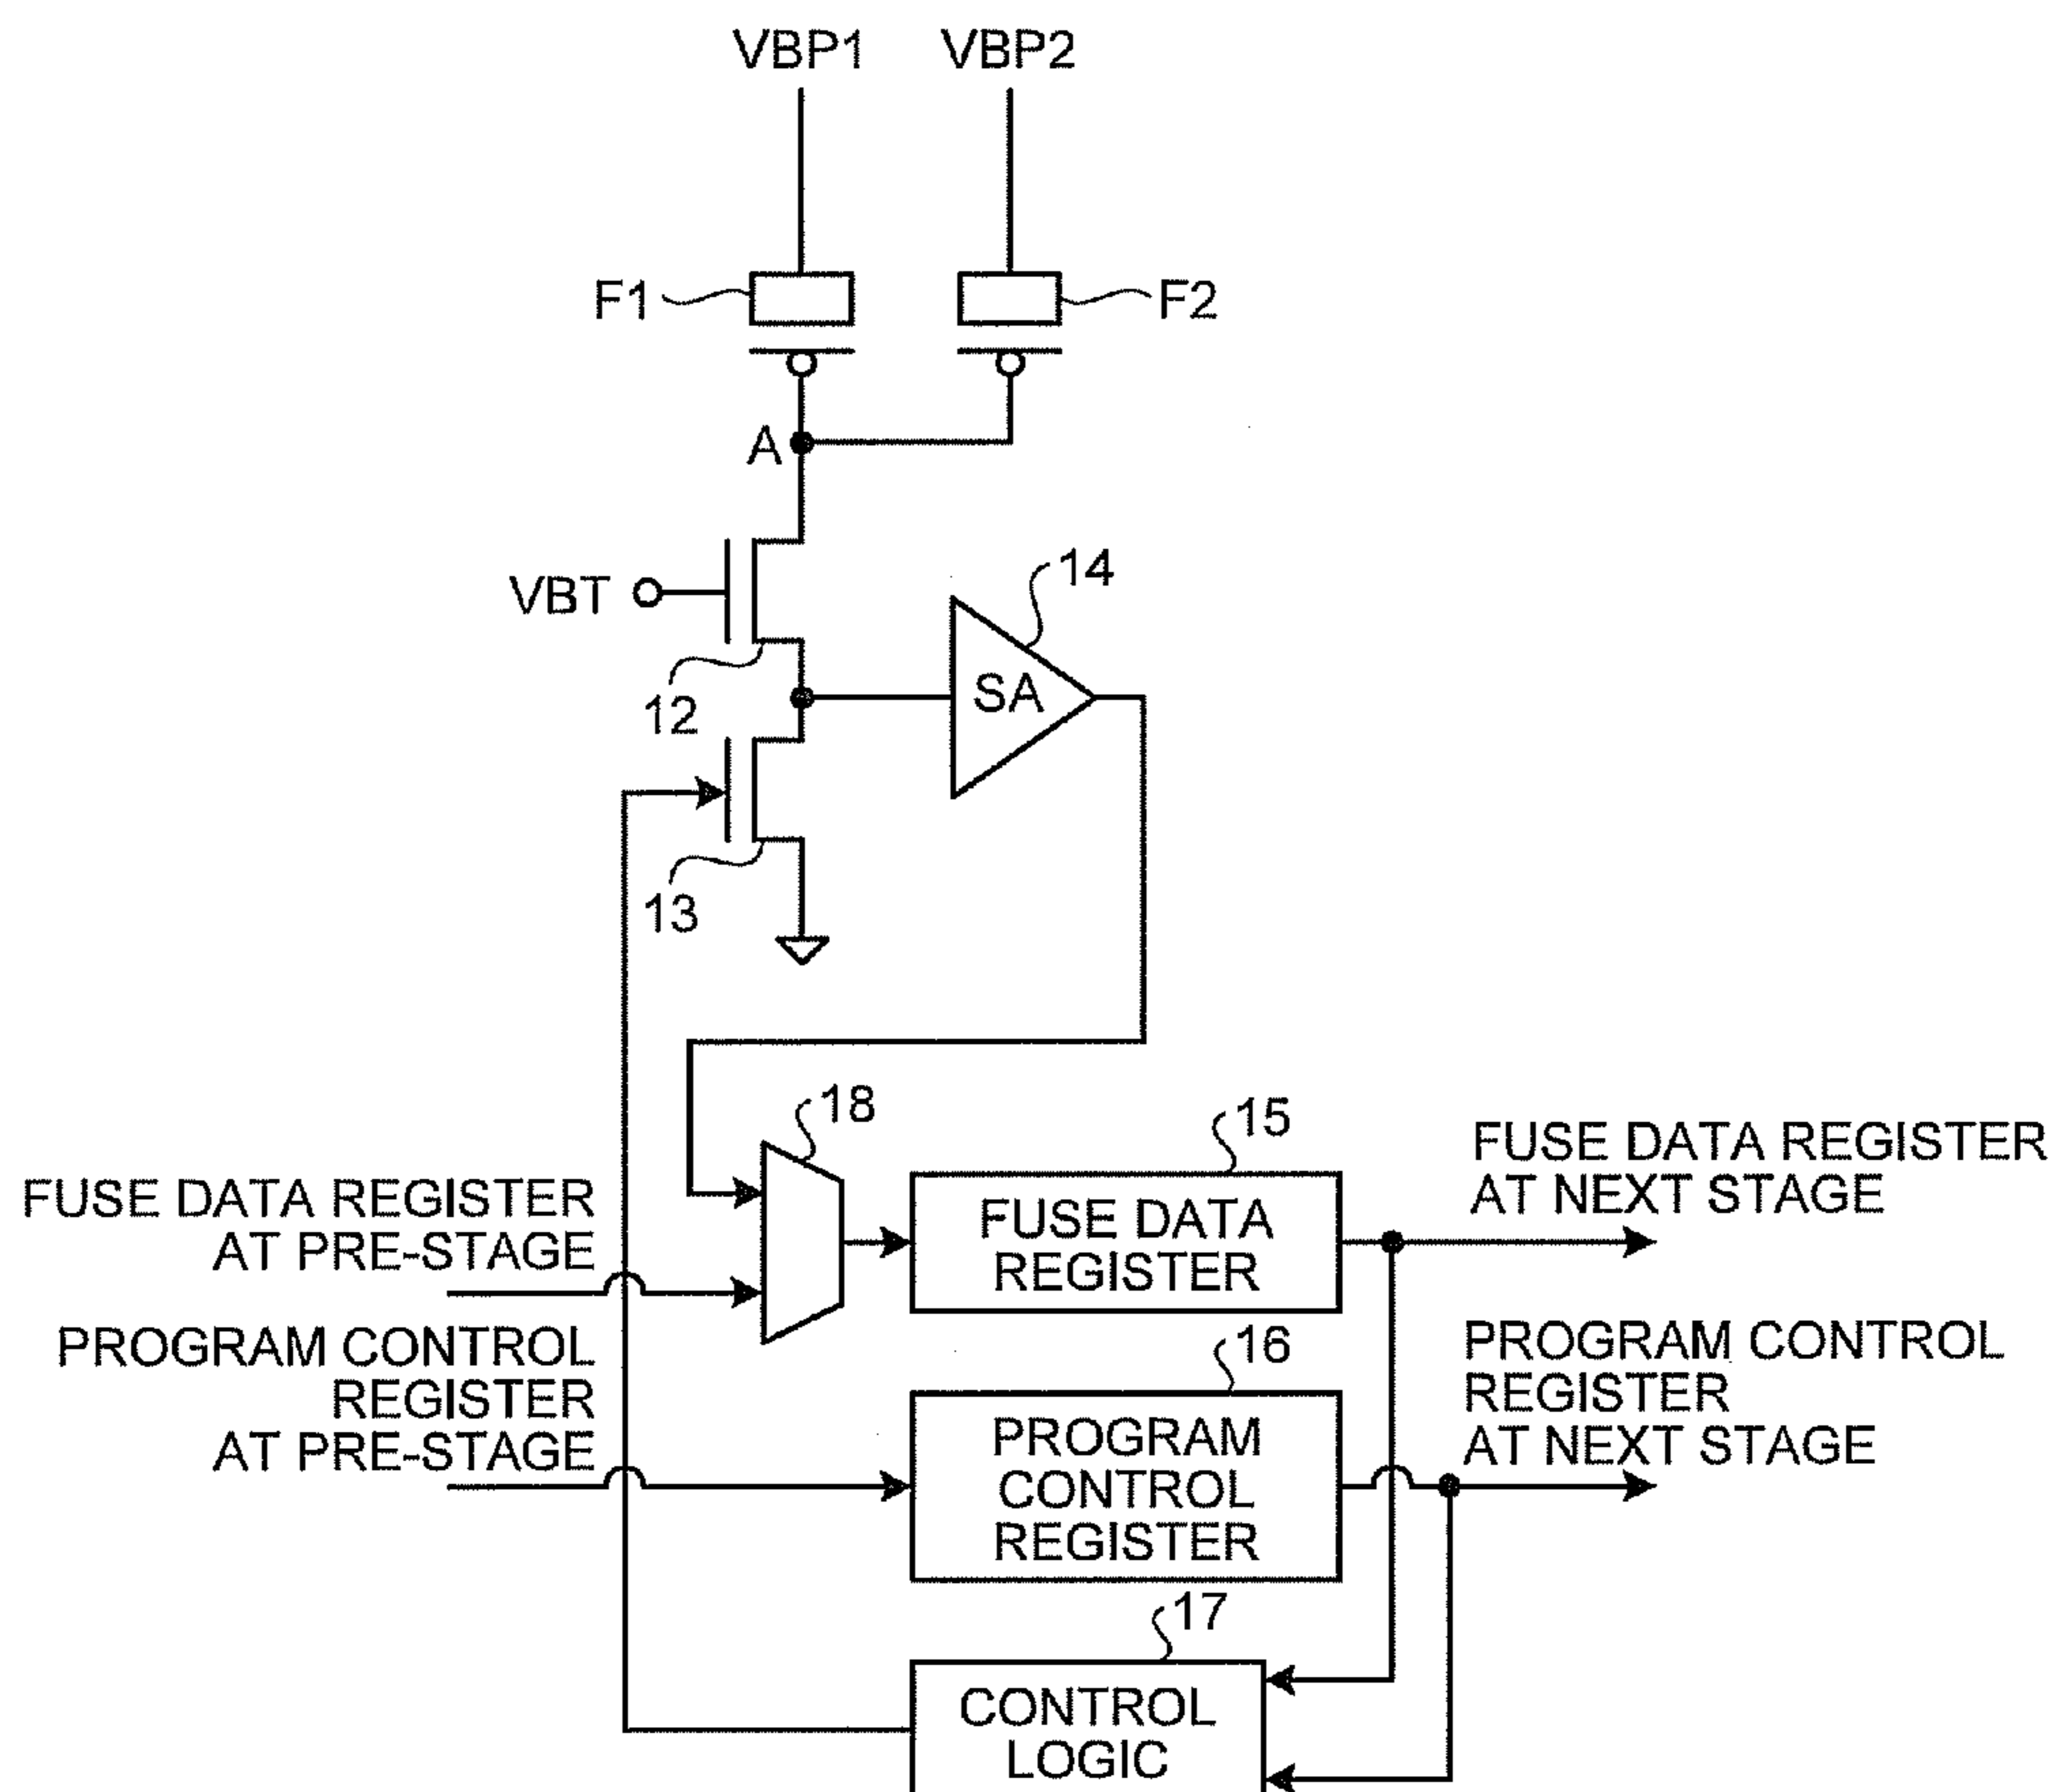 VBP1 VBP2
F1 F2
A
VBT
14
SA
12
13
18
15
FUSE DATA REGISTER
AT PRE-STAGE
FUSE DATA
REGISTER
FUSE DATA REGISTER
AT NEXT STAGE
16
PROGRAM CONTROL
REGISTER
AT PRE-STAGE
PROGRAM
CONTROL
REGISTER
PROGRAM CONTROL
REGISTER
AT NEXT STAGE
17
CONTROL
LOGIC